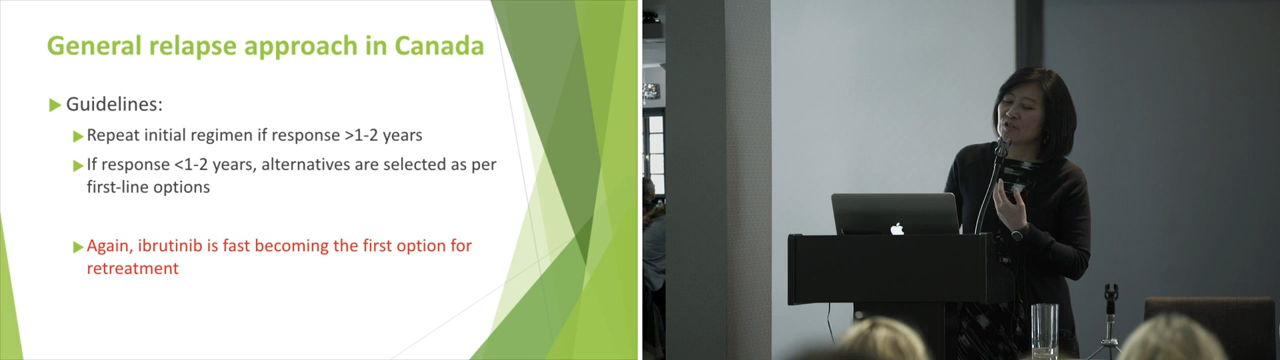 General relapse approach in Canada
Guidelines:
Repeat initial regimen if response >1-2 years
If response <1-2 years, alternatives are selected as per
first-line options
Again, ibrutinib is fast becoming the first option for
retreatment